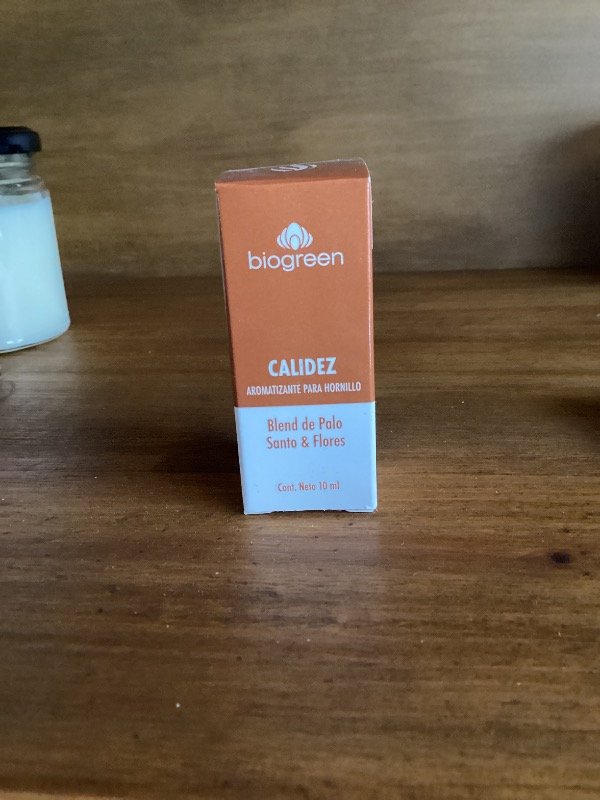 biogreen
CALIDEZ
AROMATIZANTE PARA HORNILLO
Blend de Palo
Santo & Flores
Cont. Neto 10 ml